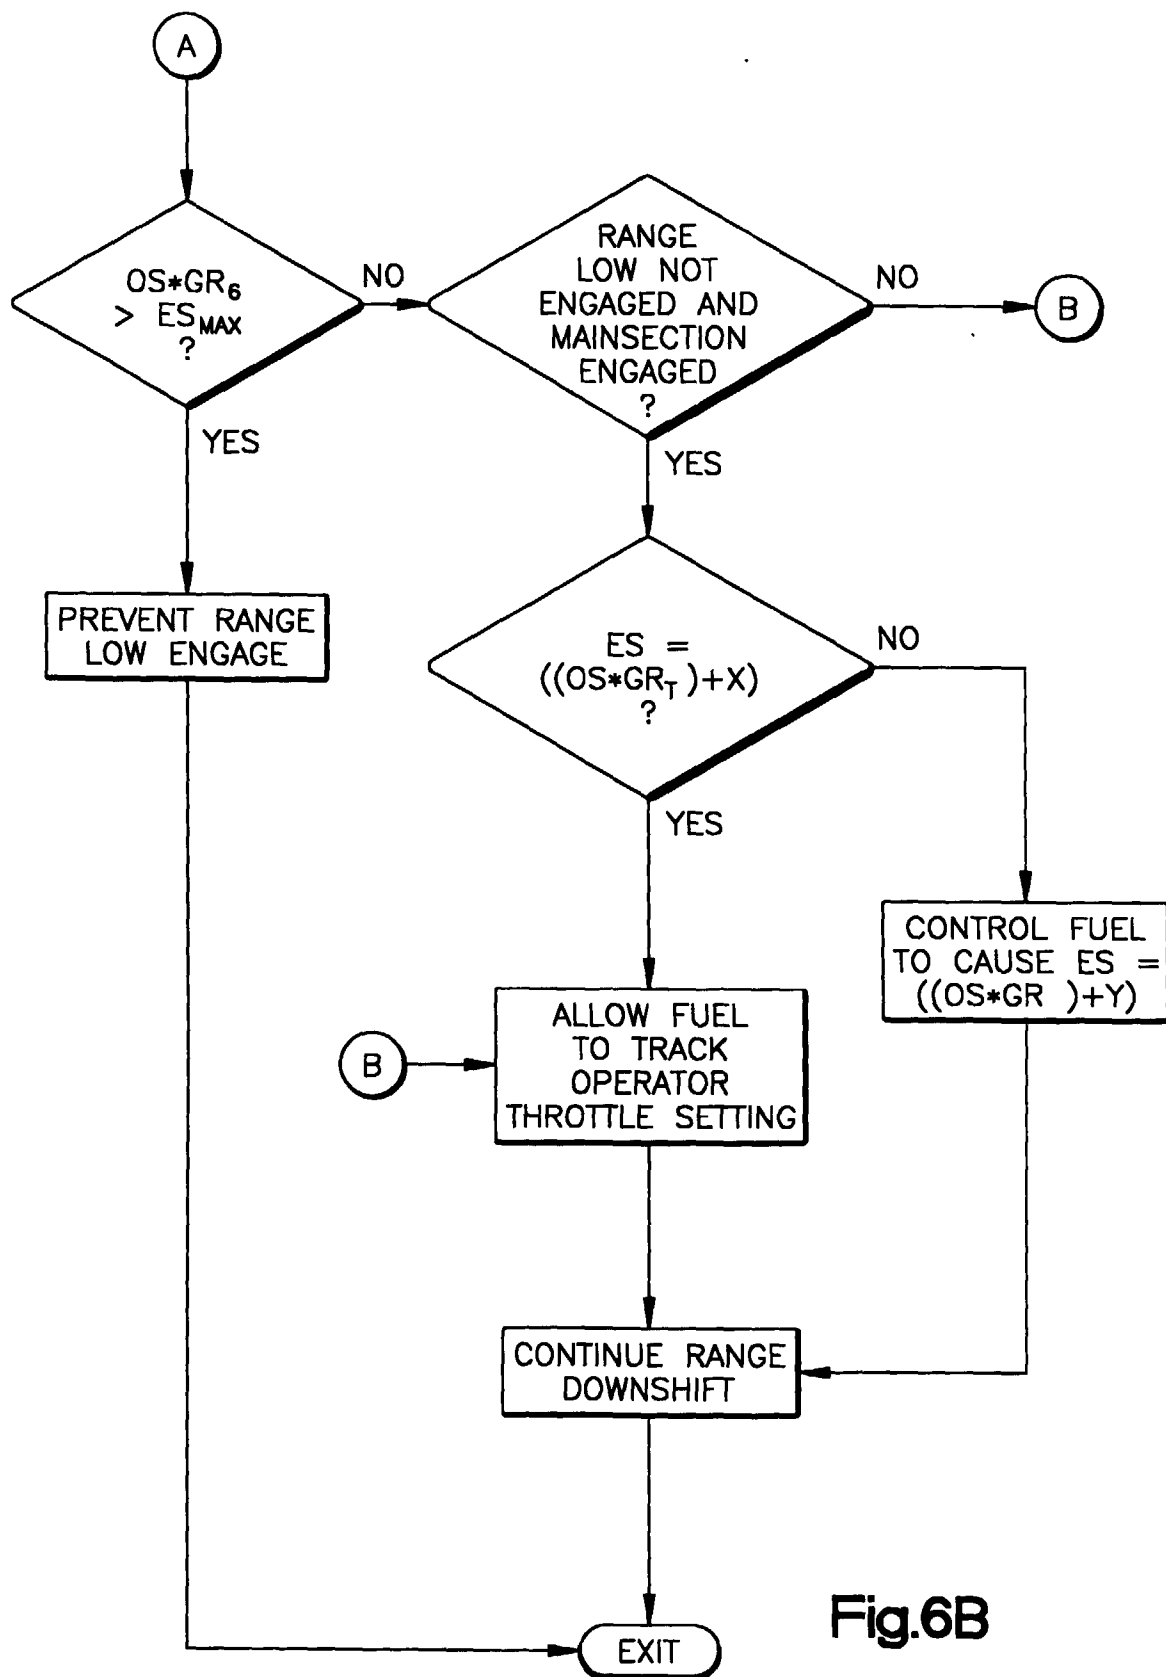 A
OS*GR₆
> ES_MAX
?
NO
YES
RANGE
LOW NOT
ENGAGED AND
MAINSECTION
ENGAGED
?
NO
B
YES
PREVENT RANGE
LOW ENGAGE
ES =
((OS*GR_T)+X)
?
NO
YES
CONTROL FUEL
TO CAUSE ES =
((OS*GR )+Y)
B
ALLOW FUEL
TO TRACK
OPERATOR
THROTTLE SETTING
CONTINUE RANGE
DOWNSHIFT
EXIT
Fig.6B